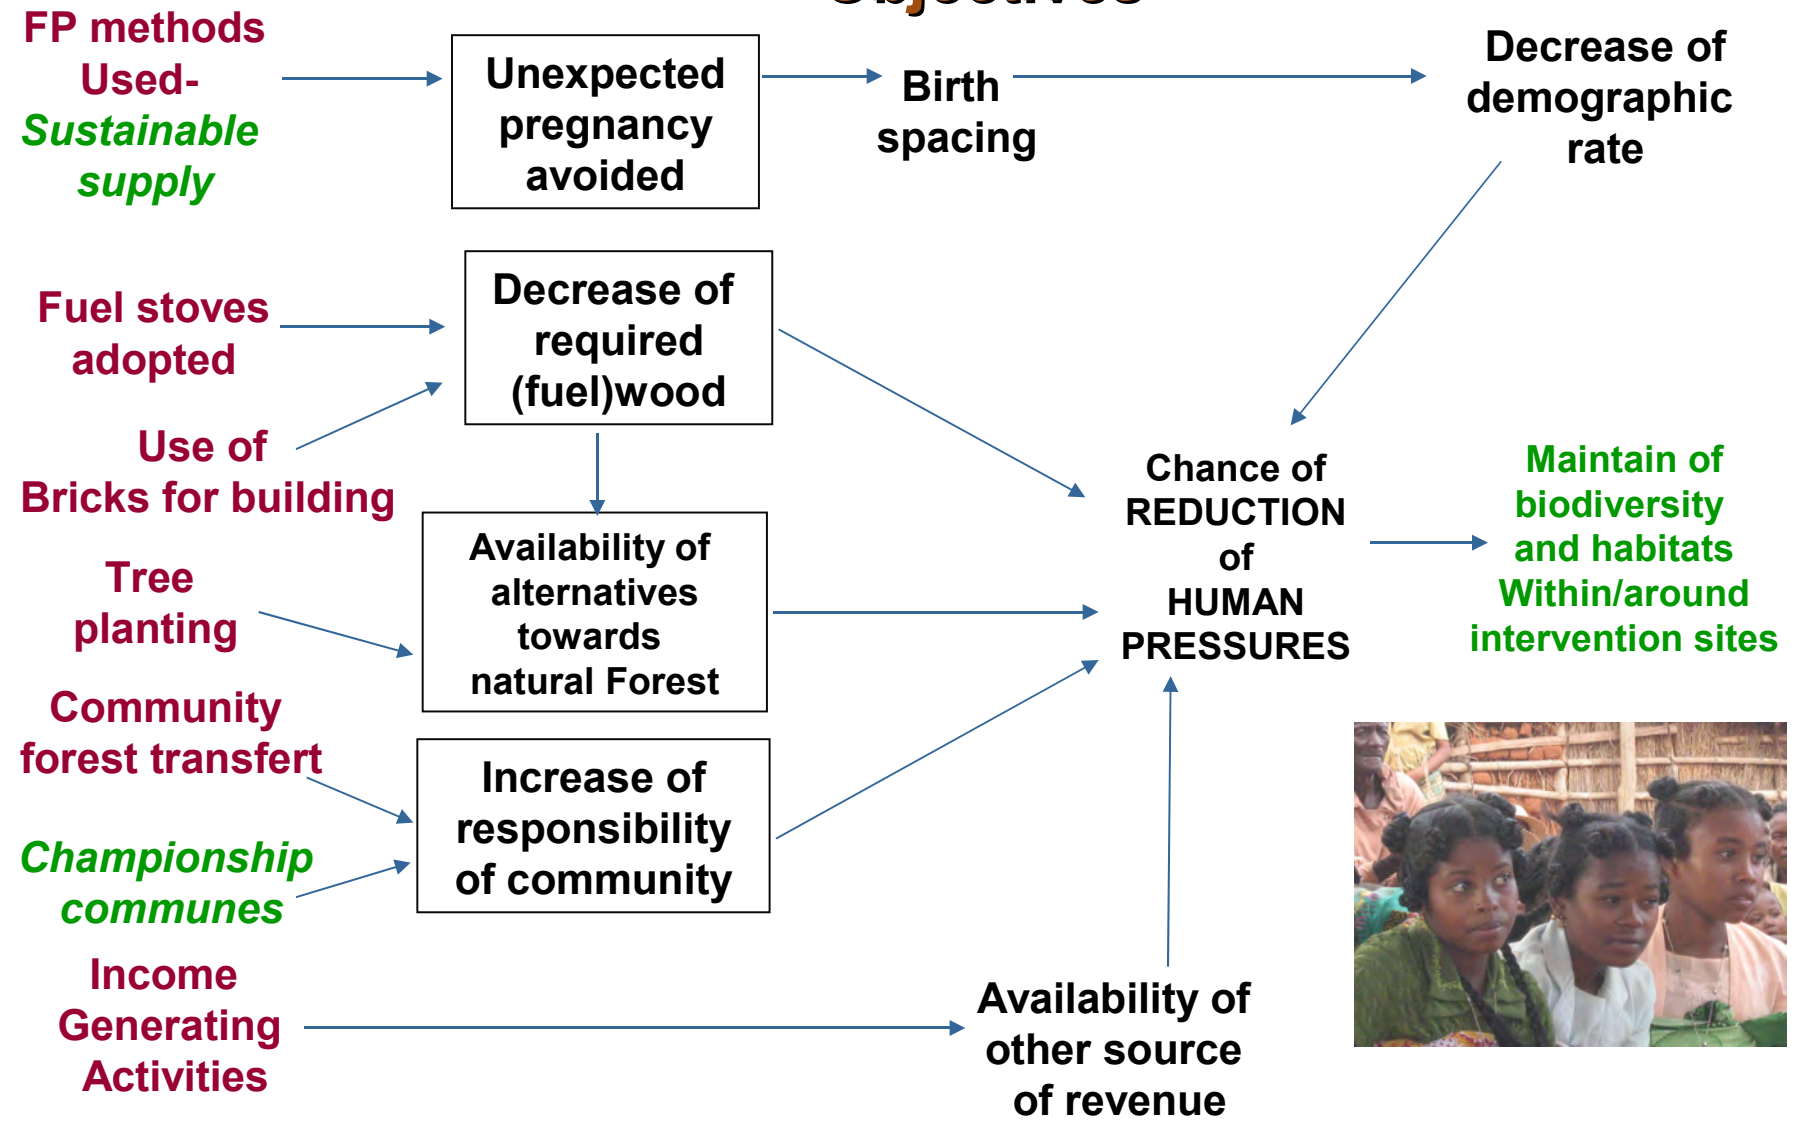 Objectives
FP methods
Used-
Sustainable
supply
Unexpected
pregnancy
avoided
Birth
spacing
Decrease of
demographic
rate
Fuel stoves
adopted
Decrease of
required
(fuel)wood
Use of
Bricks for building
Tree
planting
Availability of
alternatives
towards
natural Forest
Chance of
REDUCTION
of
HUMAN
PRESSURES
Maintain of
biodiversity
and habitats
Within/around
intervention sites
Community
forest transfert
Championship
communes
Increase of
responsibility
of community
Income
Generating
Activities
Availability of
other source
of revenue